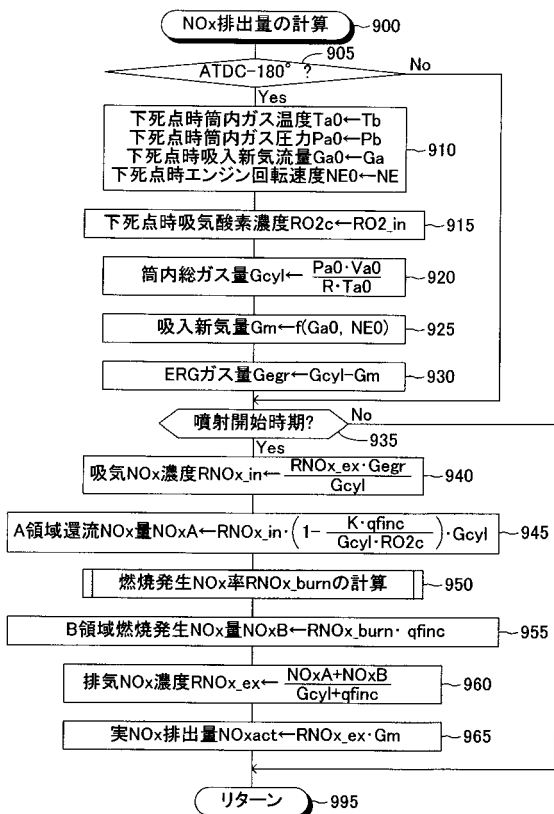 NOx排出量の計算 900
905
ATDC-180° ? No
Yes
下死点時筒内ガス温度Ta0←Tb
下死点時筒内ガス圧力Pa0←Pb
下死点時吸入新気流量Ga0←Ga
下死点時エンジン回転速度NE0←NE
910
下死点時吸気酸素濃度RO2c←RO2_in 915
筒内総ガス量Gcyl← Pa0・Va0 / R・Ta0 920
吸入新気量Gm←f(Ga0, NE0) 925
ERGガス量Gegr←Gcyl-Gm 930
噴射開始時期? No
935
Yes
吸気NOx濃度RNOx_in← RNOx_ex・Gegr / Gcyl 940
A領域還流NOx量NOxA←RNOx_in・(1- K・qfinc / Gcyl・RO2c)・Gcyl 945
燃焼発生NOx率RNOx_burnの計算 950
B領域燃焼発生NOx量NOxB←RNOx_burn・qfinc 955
排気NOx濃度RNOx_ex← NOxA+NOxB / Gcyl+qfinc 960
実NOx排出量NOxact←RNOx_ex・Gm 965
リターン 995